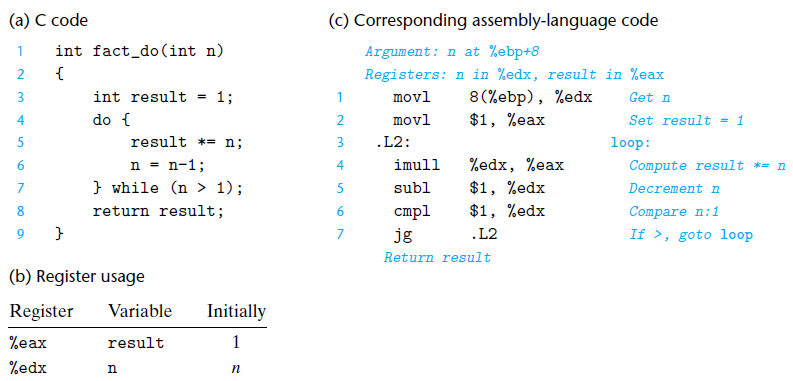 (a) C code
1 int fact_do(int n)
2 {
3 int result = 1;
4 do {
5 result *= n;
6 n = n-1;
7 } while (n > 1);
8 return result;
9 }
(b) Register usage
Register Variable Initially
%eax result 1
%edx n n
(c) Corresponding assembly-language code
Argument: n at %ebp+8
Registers: n in %edx, result in %eax
1 movl 8(%ebp), %edx Get n
2 movl $1, %eax Set result = 1
3 .L2: loop:
4 imull %edx, %eax Compute result *= n
5 subl $1, %edx Decrement n
6 cmpl $1, %edx Compare n:1
7 jg .L2 If >, goto loop
Return result